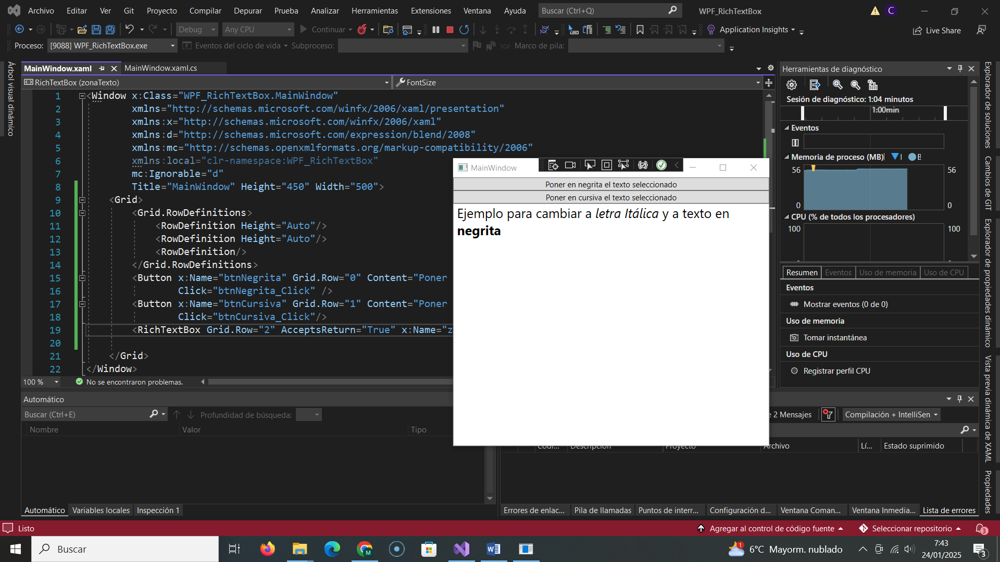 Archivo Editar Ver Git Proyecto Compilar Depurar Prueba Analizar Herramientas Extensiones Ventana Ayuda Buscar (Ctrl+Q) WPF_RichTextBox C
Debug Any CPU Continuar Application Insights Live Share
Proceso: [9088] WPF_RichTextBox.exe Eventos del ciclo de vida Subproceso: Marco de pila:
Árbol visual dinámico
MainWindow.xaml MainWindow.xaml.cs
RichTextBox (zonaTexto) FontSize
1 <Window x:Class="WPF_RichTextBox.MainWindow"
2 xmlns="http://schemas.microsoft.com/winfx/2006/xaml/presentation"
3 xmlns:x="http://schemas.microsoft.com/winfx/2006/xaml"
4 xmlns:d="http://schemas.microsoft.com/expression/blend/2008"
5 xmlns:mc="http://schemas.openxmlformats.org/markup-compatibility/2006"
6 xmlns:local="clr-namespace:WPF_RichTextBox"
7 mc:Ignorable="d"
8 Title="MainWindow" Height="450" Width="500">
9 <Grid>
10 <Grid.RowDefinitions>
11 <RowDefinition Height="Auto"/>
12 <RowDefinition Height="Auto"/>
13 <RowDefinition/>
14 </Grid.RowDefinitions>
15 <Button x:Name="btnNegrita" Grid.Row="0" Content="Poner
16 Click="btnNegrita_Click" />
17 <Button x:Name="btnCursiva" Grid.Row="1" Content="Poner
18 Click="btnCursiva_Click"/>
19 <RichTextBox Grid.Row="2" AcceptsReturn="True" x:Name="z
20
21 </Grid>
22 </Window>
100 % No se encontraron problemas.
MainWindow
Poner en negrita el texto seleccionado
Poner en cursiva el texto seleccionado
Ejemplo para cambiar a letra Itálica y a texto en
negrita
Herramientas de diagnóstico
Sesión de diagnóstico: 1:04 minutos
1:00min
Eventos
Memoria de proceso (MB)
56 56
0 0
CPU (% de todos los procesadores)
100 100
Resumen Eventos Uso de memoria Uso de CPU
Eventos
Mostrar eventos (0 de 0)
Uso de memoria
Tomar instantánea
Uso de CPU
Registrar perfil CPU
Explorador de soluciones
Cambios de GIT
Explorador de propiedades dinámico
Vista previa dinámica de XAML
Propiedades
Automático
Buscar (Ctrl+E) Profundidad de búsqueda:
Nombre Valor Tipo
Automático Variables locales Inspección 1
2 Mensajes Compilación + IntelliSen
Descripción Proyecto Archivo Lí... Estado suprimido
Errores de enlac... Pila de llamadas Puntos de interr... Configuración d... Ventana Coman... Ventana Inmedia... Lista de errores
Listo Agregar al control de código fuente Seleccionar repositorio 3
Buscar 1 6°C Mayorm. nublado 7:43
24/01/2025 3